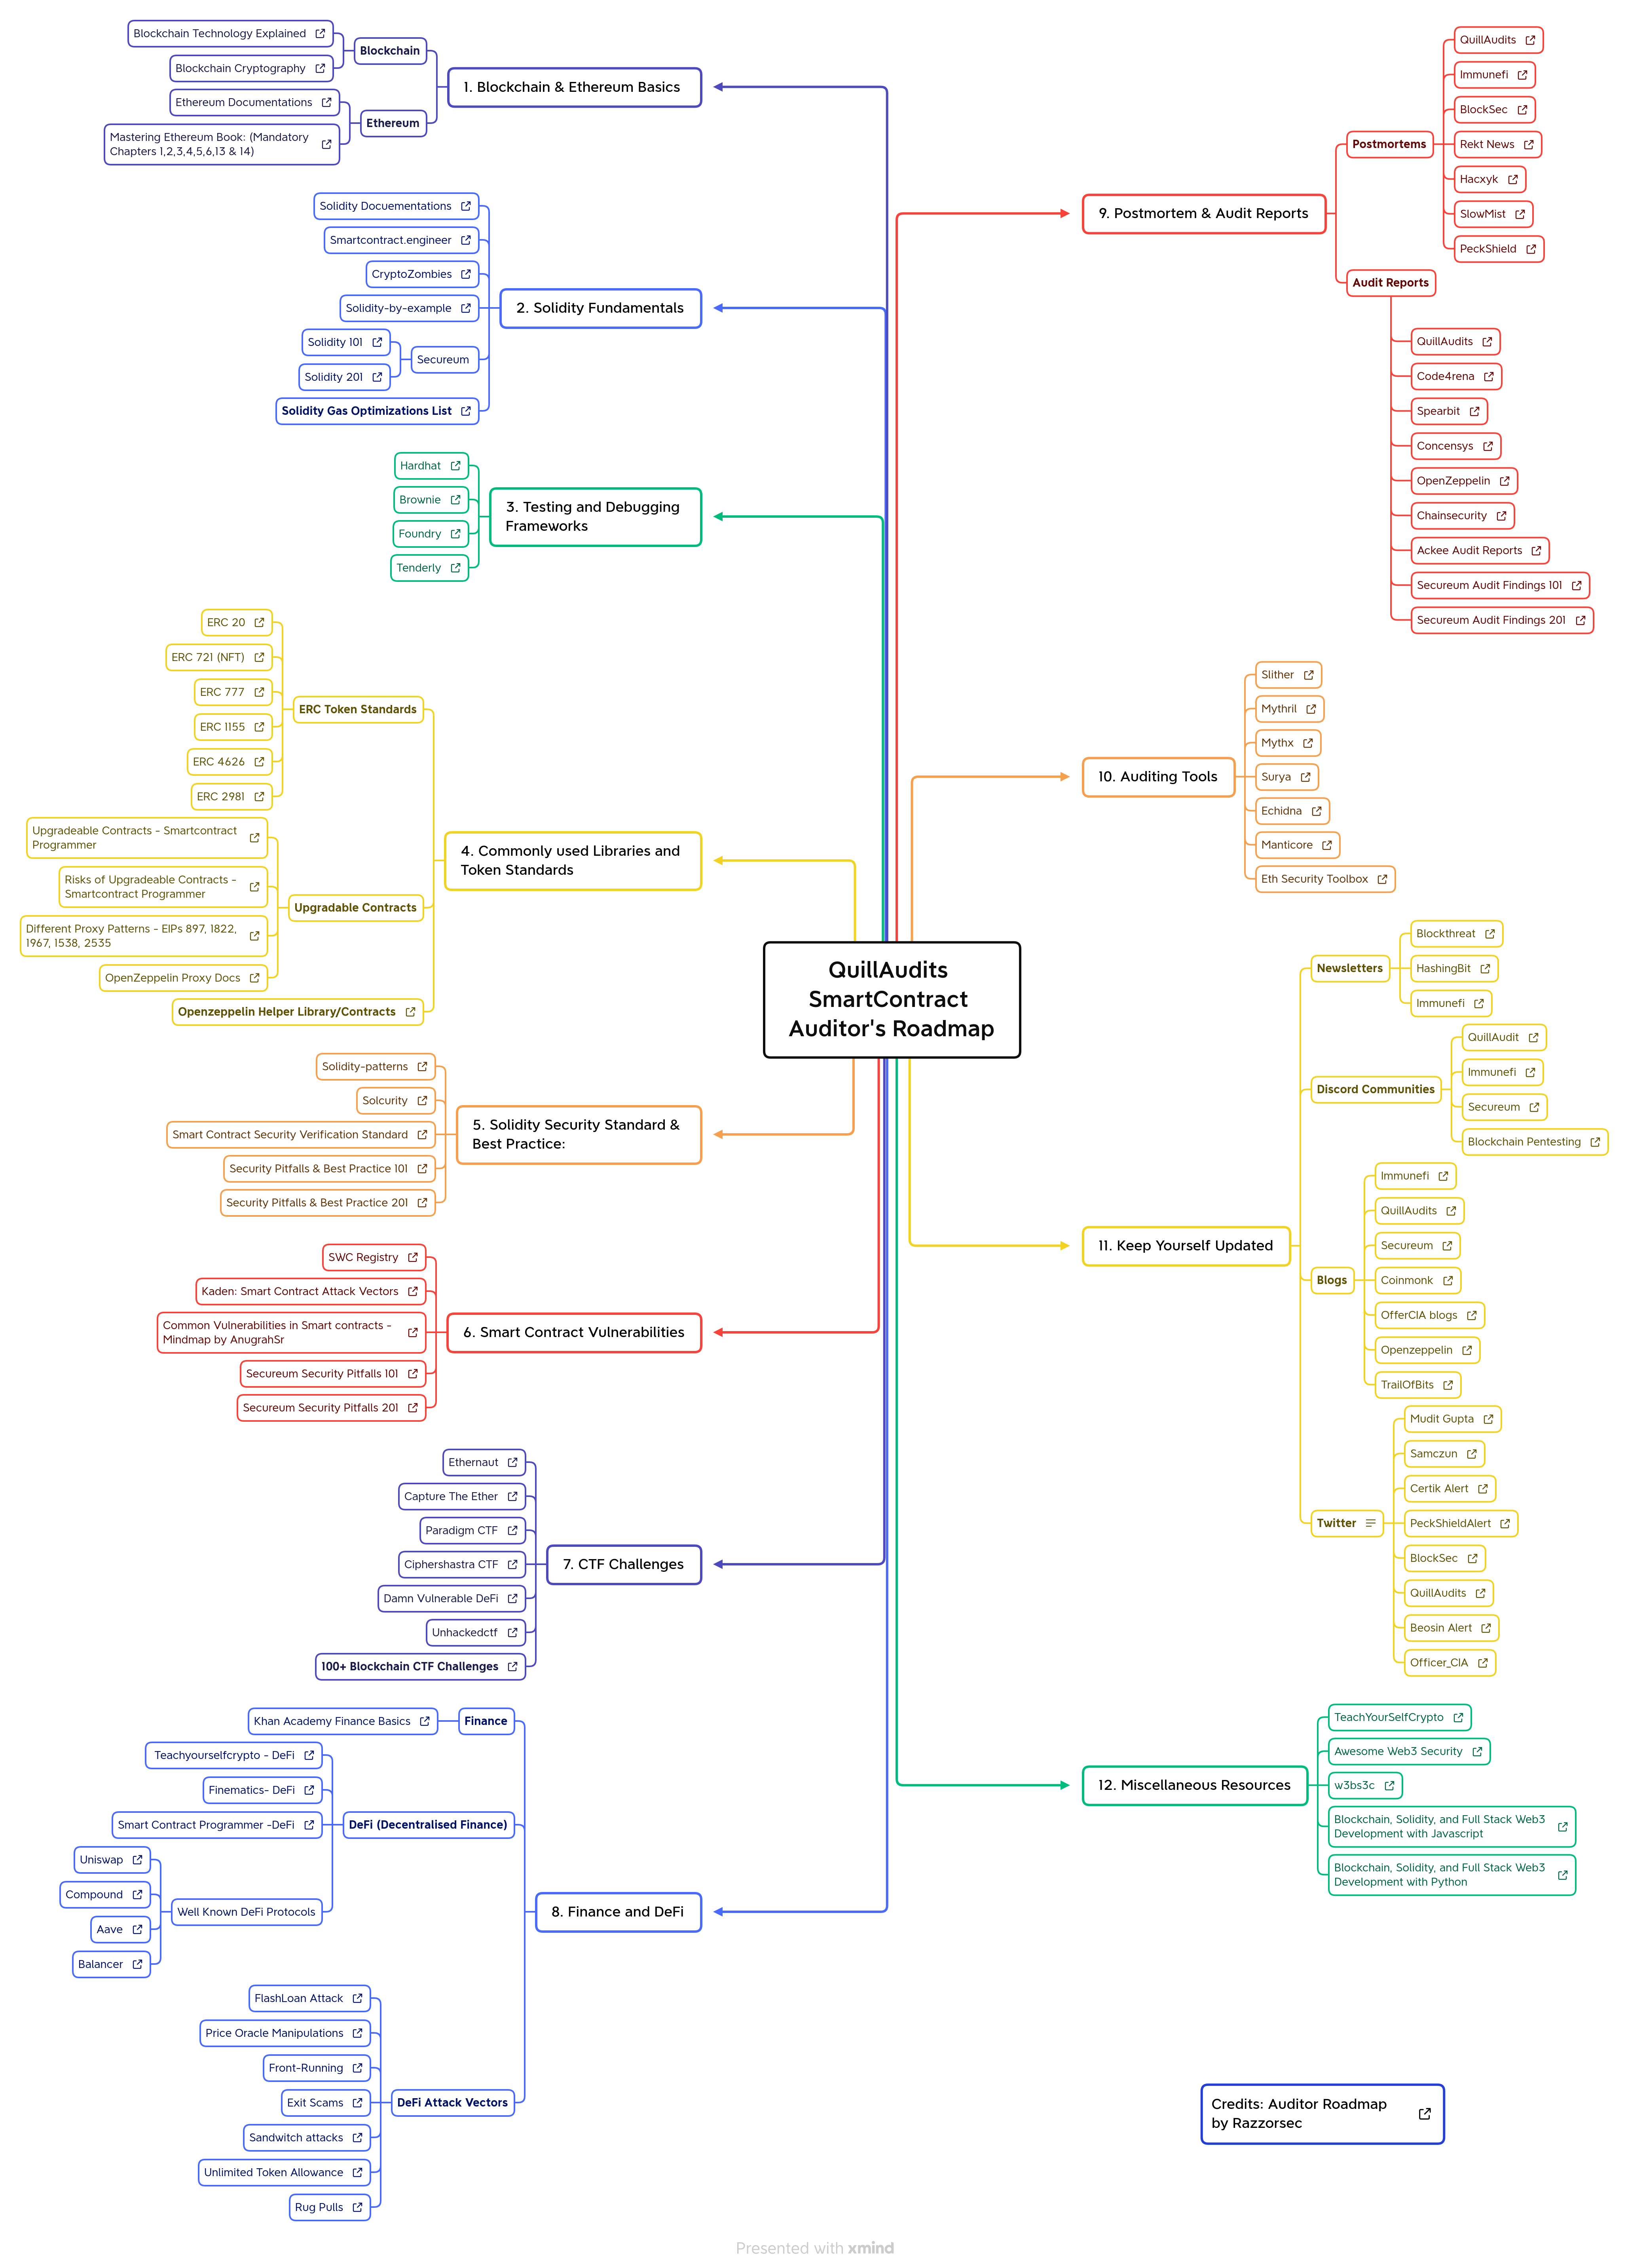 Blockchain Technology Explained
Blockchain Cryptography
Blockchain
Ethereum Documentations
Mastering Ethereum Book: (Mandatory
Chapters 1,2,3,4,5,6,13 & 14)
Ethereum
1. Blockchain & Ethereum Basics
Solidity Docuementations
Smartcontract.engineer
CryptoZombies
Solidity-by-example
Solidity 101
Solidity 201
Secureum
Solidity Gas Optimizations List
2. Solidity Fundamentals
Hardhat
Brownie
Foundry
Tenderly
3. Testing and Debugging
Frameworks
ERC 20
ERC 721 (NFT)
ERC 777
ERC 1155
ERC 4626
ERC 2981
ERC Token Standards
Upgradeable Contracts - Smartcontract
Programmer
Risks of Upgradeable Contracts -
Smartcontract Programmer
Different Proxy Patterns - EIPs 897, 1822,
1967, 1538, 2535
OpenZeppelin Proxy Docs
Upgradable Contracts
Openzeppelin Helper Library/Contracts
4. Commonly used Libraries and
Token Standards
QuillAudits
SmartContract
Auditor's Roadmap
Solidity-patterns
Solcurity
Smart Contract Security Verification Standard
Security Pitfalls & Best Practice 101
Security Pitfalls & Best Practice 201
5. Solidity Security Standard &
Best Practice:
SWC Registry
Kaden: Smart Contract Attack Vectors
Common Vulnerabilities in Smart contracts -
Mindmap by AnugrahSr
Secureum Security Pitfalls 101
Secureum Security Pitfalls 201
6. Smart Contract Vulnerabilities
Ethernaut
Capture The Ether
Paradigm CTF
Ciphershastra CTF
Damn Vulnerable DeFi
Unhackedctf
100+ Blockchain CTF Challenges
7. CTF Challenges
Khan Academy Finance Basics
Finance
Teachyourselfcrypto - DeFi
Finematics- DeFi
Smart Contract Programmer -DeFi
Uniswap
Compound
Aave
Balancer
Well Known DeFi Protocols
DeFi (Decentralised Finance)
FlashLoan Attack
Price Oracle Manipulations
Front-Running
Exit Scams
Sandwitch attacks
Unlimited Token Allowance
Rug Pulls
DeFi Attack Vectors
8. Finance and DeFi
9. Postmortem & Audit Reports
Postmortems
QuillAudits
Immunefi
BlockSec
Rekt News
Hacxyk
SlowMist
PeckShield
Audit Reports
QuillAudits
Code4rena
Spearbit
Concensys
OpenZeppelin
Chainsecurity
Ackee Audit Reports
Secureum Audit Findings 101
Secureum Audit Findings 201
10. Auditing Tools
Slither
Mythril
Mythx
Surya
Echidna
Manticore
Eth Security Toolbox
11. Keep Yourself Updated
Newsletters
Blockthreat
HashingBit
Immunefi
Discord Communities
QuillAudit
Immunefi
Secureum
Blockchain Pentesting
Blogs
Immunefi
QuillAudits
Secureum
Coinmonk
OfferCIA blogs
Openzeppelin
TrailOfBits
Twitter
Mudit Gupta
Samczun
Certik Alert
PeckShieldAlert
BlockSec
QuillAudits
Beosin Alert
Officer_CIA
12. Miscellaneous Resources
TeachYourSelfCrypto
Awesome Web3 Security
w3bs3c
Blockchain, Solidity, and Full Stack Web3
Development with Javascript
Blockchain, Solidity, and Full Stack Web3
Development with Python
Credits: Auditor Roadmap
by Razzorsec
Presented with xmind